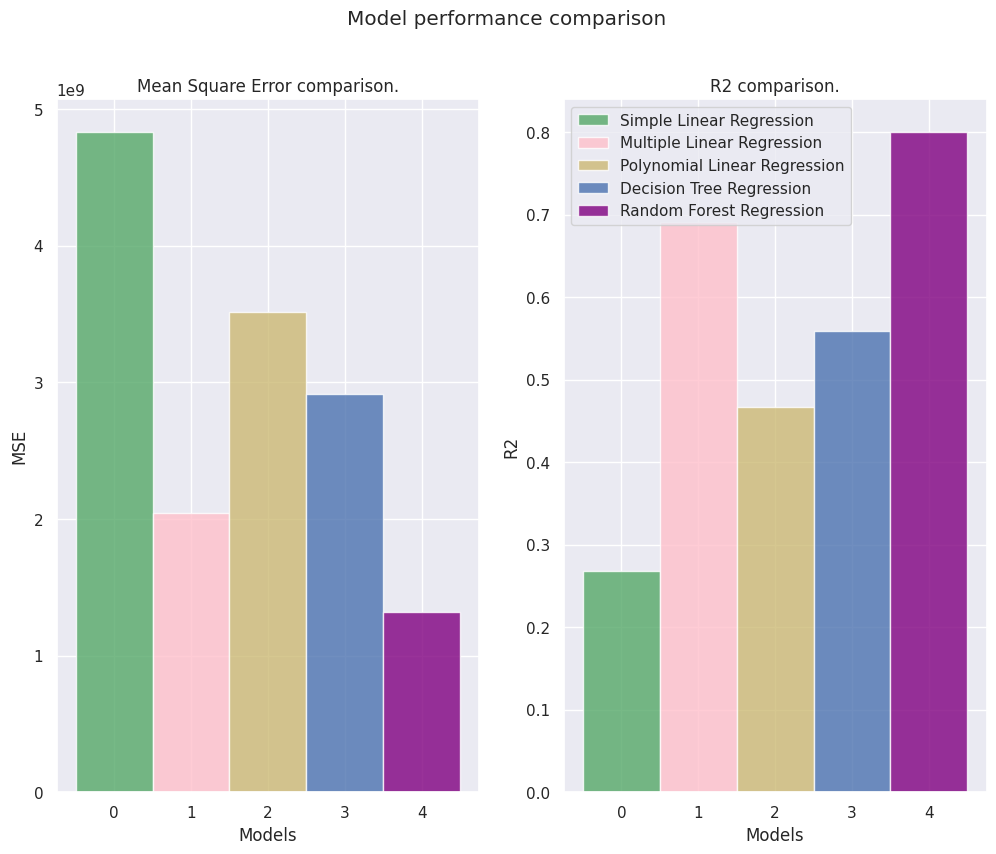 Model performance comparison
Mean Square Error comparison.
1e9
5
4
3
2
1
0
MSE
0 1 2 3 4
Models
R2 comparison.
Simple Linear Regression
Multiple Linear Regression
Polynomial Linear Regression
Decision Tree Regression
Random Forest Regression
0.8
0.7
0.6
0.5
0.4
0.3
0.2
0.1
0.0
R2
0 1 2 3 4
Models